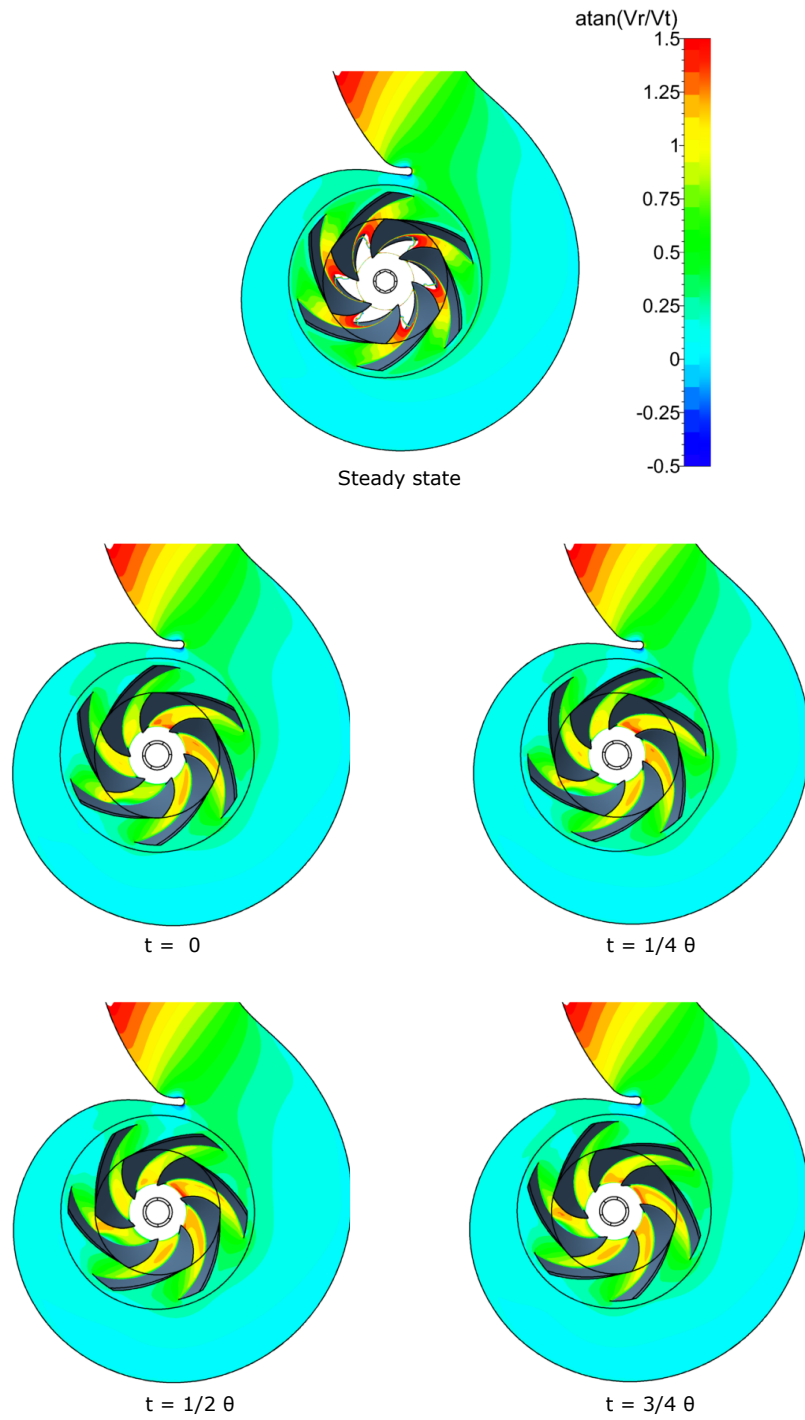 atan(Vr/Vt)
1.5
1.25
1
0.75
0.5
0.25
0
-0.25
-0.5
Steady state
t = 0
t = 1/4 θ
t = 1/2 θ
t = 3/4 θ